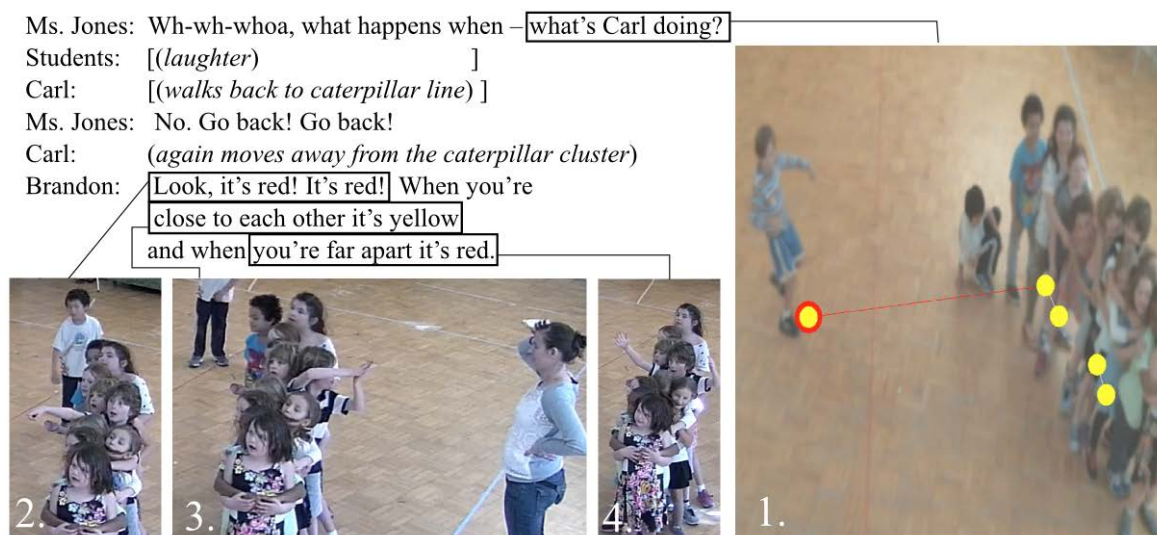 Ms. Jones: Wh-wh-whoa, what happens when – what's Carl doing?
Students: [(laughter) ]
Carl: [(walks back to caterpillar line) ]
Ms. Jones: No. Go back! Go back!
Carl: (again moves away from the caterpillar cluster)
Brandon: Look, it's red! It's red! When you're
close to each other it's yellow
and when you're far apart it's red.
2.
3.
4.
1.